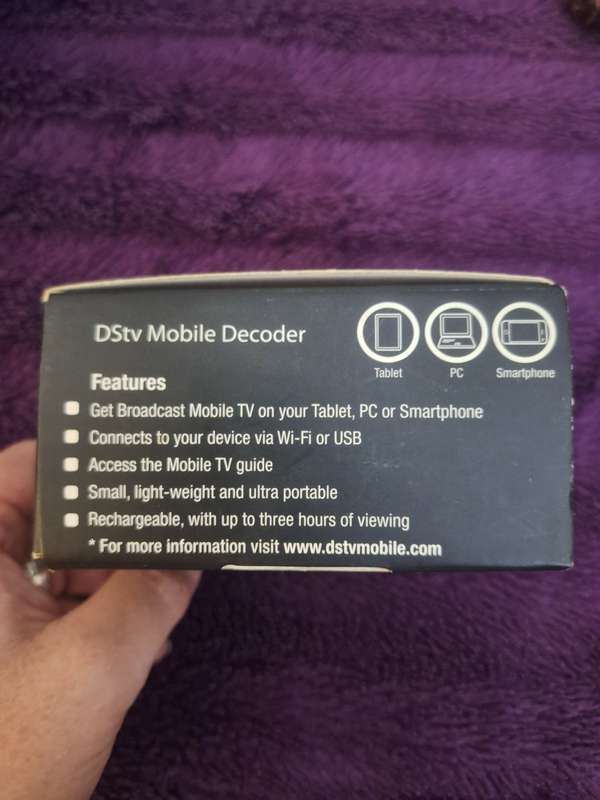 DStv Mobile Decoder
Tablet
PC
Smartphone
Features
Get Broadcast Mobile TV on your Tablet, PC or Smartphone
Connects to your device via Wi-Fi or USB
Access the Mobile TV guide
Small, light-weight and ultra portable
Rechargeable, with up to three hours of viewing
* For more information visit www.dstvmobile.com